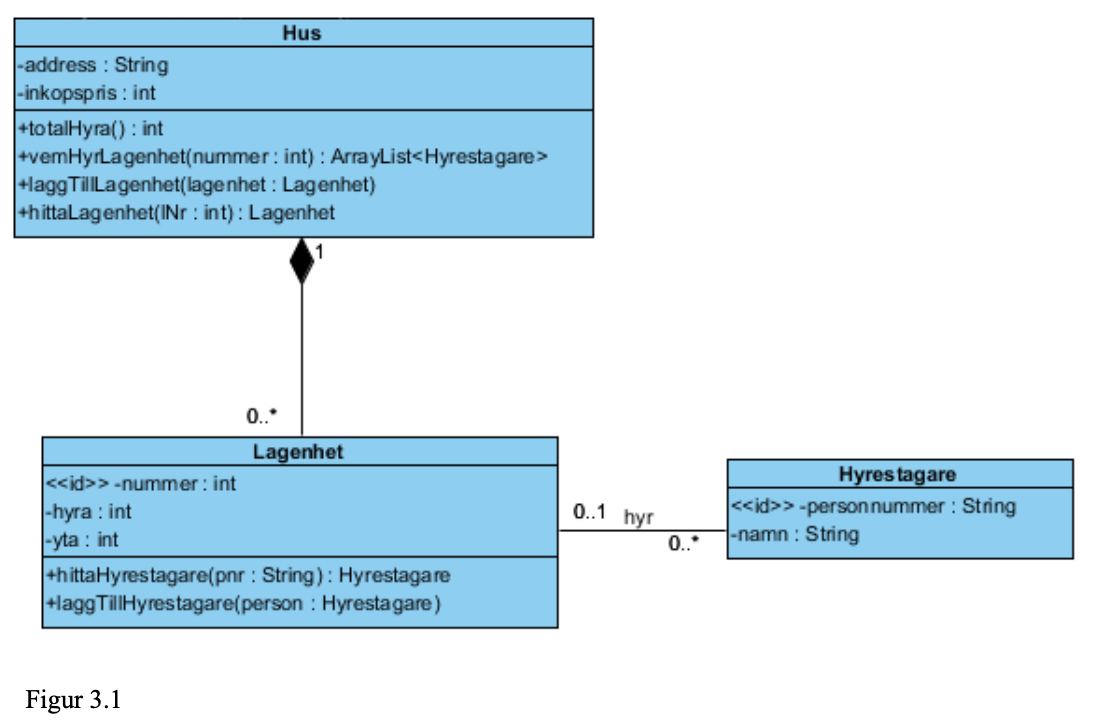 Hus
-address : String
-inkopspris : int
+totalHyra() : int
+vemHyrLagenhet(nummer : int) : ArrayList<Hyrestagare>
+laggTillLagenhet(lagenhet : Lagenhet)
+hittaLagenhet(lNr : int) : Lagenhet
1
0..*
Lagenhet
<<id>> -nummer : int
-hyra : int
-yta : int
+hittaHyrestagare(pnr : String) : Hyrestagare
+laggTillHyrestagare(person : Hyrestagare)
0..1 hyr
0..*
Hyrestagare
<<id>> -personnummer : String
-namn : String
Figur 3.1